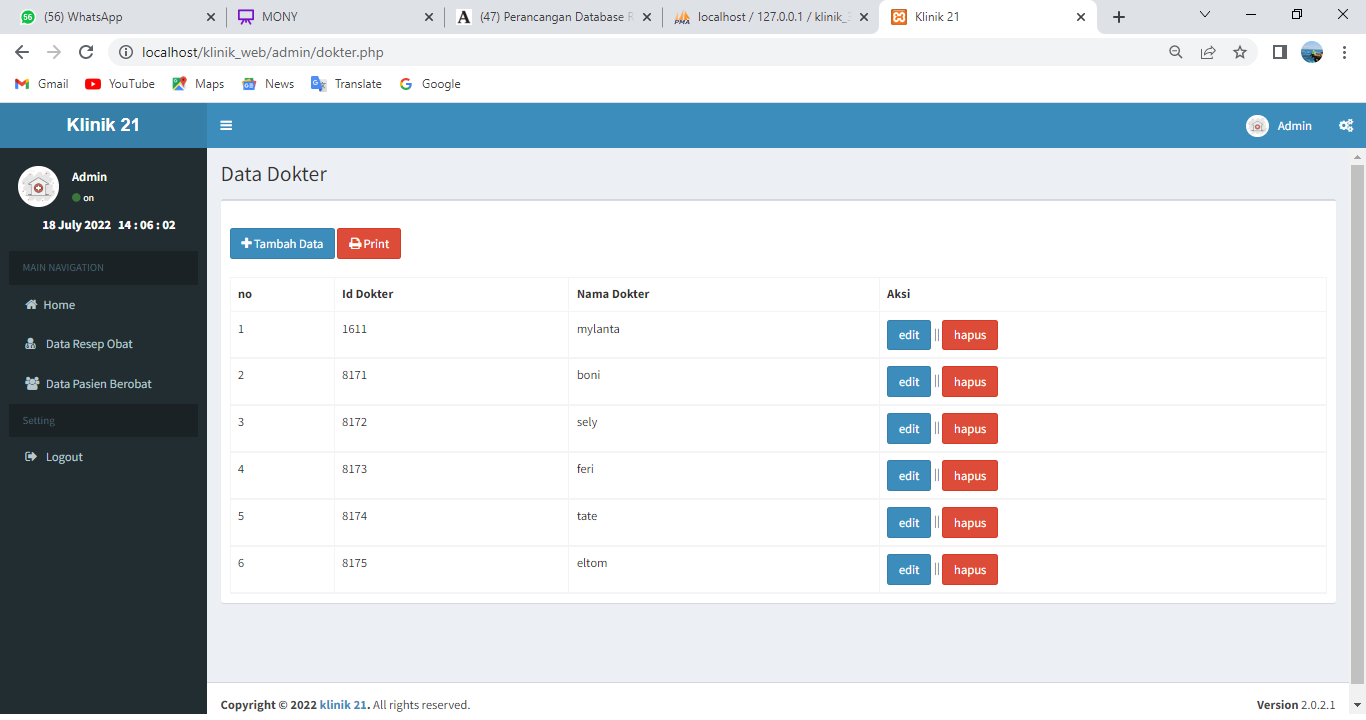 (56) WhatsApp
MONY
(47) Perancangan Database R
localhost / 127.0.0.1 / klinik_
Klinik 21
localhost/klinik_web/admin/dokter.php
Gmail YouTube Maps News Translate Google
Klinik 21
Admin
Admin
on
18 July 2022 14 : 06 : 02
MAIN NAVIGATION
Home
Data Resep Obat
Data Pasien Berobat
Setting
Logout
Data Dokter
Tambah Data Print
no Id Dokter Nama Dokter Aksi
1 1611 mylanta edit || hapus
2 8171 boni edit || hapus
3 8172 sely edit || hapus
4 8173 feri edit || hapus
5 8174 tate edit || hapus
6 8175 eltom edit || hapus
Copyright © 2022 klinik 21. All rights reserved. Version 2.0.2.1